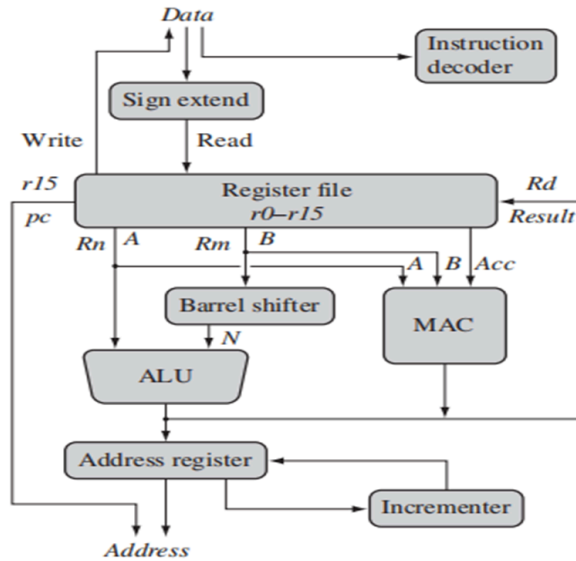 Data
Instruction
decoder
Sign extend
Write
Read
r15
pc
Register file
r0–r15
Rd
Result
Rn
A
Rm
B
A
B
Acc
Barrel shifter
N
MAC
ALU
Address register
Incrementer
Address